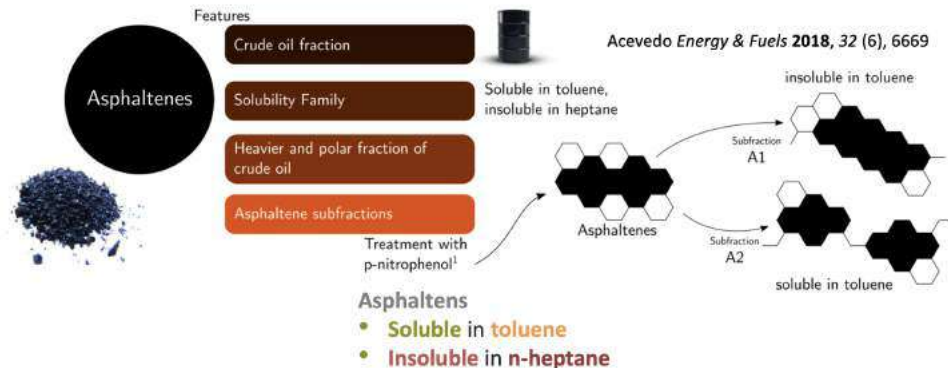 Features
Asphaltenes
Crude oil fraction
Solubility Family
Heavier and polar fraction of
crude oil
Asphaltene subfractions
Soluble in toluene,
insoluble in heptane
Treatment with
p-nitrophenol¹
Asphaltenes
Acevedo Energy & Fuels 2018, 32 (6), 6669
insoluble in toluene
Subfraction
A1
Subfraction
A2
soluble in toluene
Asphaltens
• Soluble in toluene
• Insoluble in n-heptane